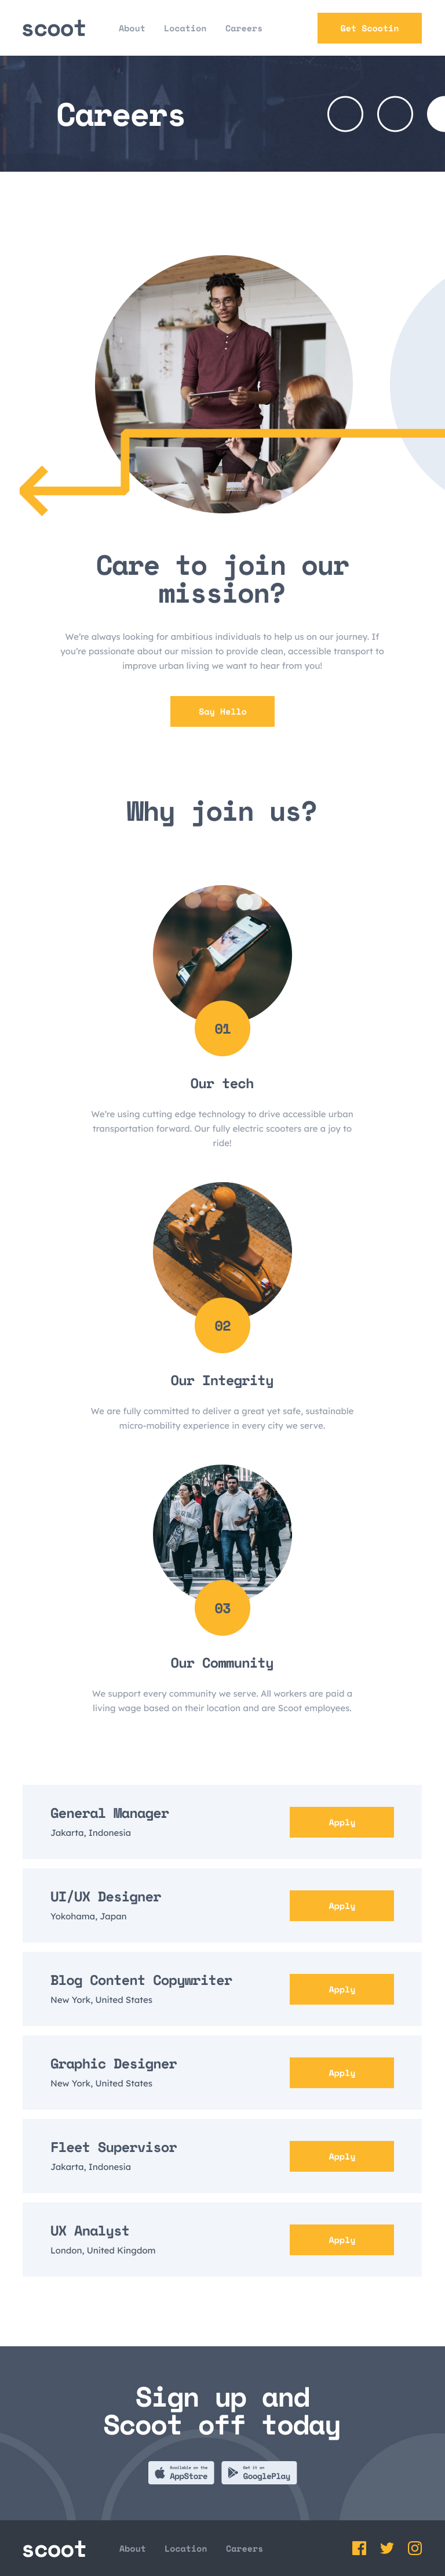 scoot
About Location Careers
Get Scootin
Careers
Care to join our
mission?
We're always looking for ambitious individuals to help us on our journey. If
you're passionate about our mission to provide clean, accessible transport to
improve urban living we want to hear from you!
Say Hello
Why join us?
01
Our tech
We're using cutting edge technology to drive accessible urban
transportation forward. Our fully electric scooters are a joy to
ride!
02
Our Integrity
We are fully committed to deliver a great yet safe, sustainable
micro-mobility experience in every city we serve.
03
Our Community
We support every community we serve. All workers are paid a
living wage based on their location and are Scoot employees.
General Manager
Jakarta, Indonesia
Apply
UI/UX Designer
Yokohama, Japan
Apply
Blog Content Copywriter
New York, United States
Apply
Graphic Designer
New York, United States
Apply
Fleet Supervisor
Jakarta, Indonesia
Apply
UX Analyst
London, United Kingdom
Apply
Sign up and
Scoot off today
Available on the
AppStore
Get it on
GooglePlay
scoot
About Location Careers